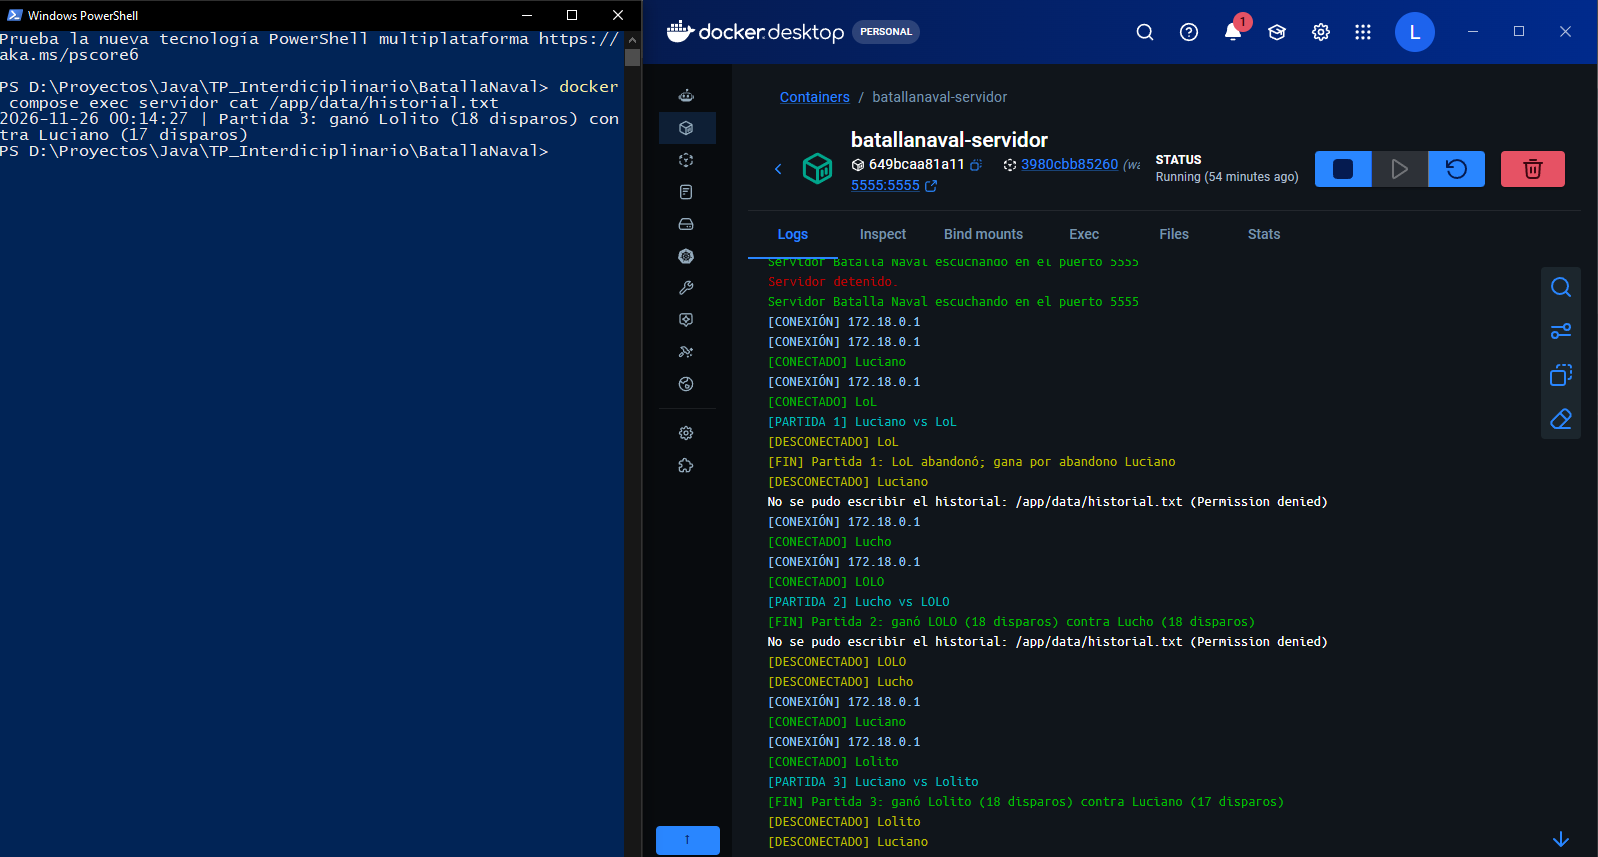 Windows PowerShell
Prueba la nueva tecnología PowerShell multiplataforma https://
aka.ms/pscore6
PS D:\Proyectos\Java\TP_Interdiciplinario\BatallaNaval> docker
compose exec servidor cat /app/data/historial.txt
2026-11-26 00:14:27 | Partida 3: ganó Lolito (18 disparos) con
tra Luciano (17 disparos)
PS D:\Proyectos\Java\TP_Interdiciplinario\BatallaNaval>
docker desktop PERSONAL
1
L
Containers / batallanaval-servidor
batallanaval-servidor
649bcaa81a11 3980cbb85260
5555:5555
STATUS
Running (54 minutes ago)
Logs Inspect Bind mounts Exec Files Stats
Servidor Batalla Naval escuchando en el puerto 5555
Servidor detenido.
Servidor Batalla Naval escuchando en el puerto 5555
[CONEXIÓN] 172.18.0.1
[CONEXIÓN] 172.18.0.1
[CONECTADO] Luciano
[CONEXIÓN] 172.18.0.1
[CONECTADO] LoL
[PARTIDA 1] Luciano vs LoL
[DESCONECTADO] LoL
[FIN] Partida 1: LoL abandonó; gana por abandono Luciano
[DESCONECTADO] Luciano
No se pudo escribir el historial: /app/data/historial.txt (Permission denied)
[CONEXIÓN] 172.18.0.1
[CONECTADO] Lucho
[CONEXIÓN] 172.18.0.1
[CONECTADO] LOLO
[PARTIDA 2] Lucho vs LOLO
[FIN] Partida 2: ganó LOLO (18 disparos) contra Lucho (18 disparos)
No se pudo escribir el historial: /app/data/historial.txt (Permission denied)
[DESCONECTADO] LOLO
[DESCONECTADO] Lucho
[CONEXIÓN] 172.18.0.1
[CONECTADO] Luciano
[CONEXIÓN] 172.18.0.1
[CONECTADO] Lolito
[PARTIDA 3] Luciano vs Lolito
[FIN] Partida 3: ganó Lolito (18 disparos) contra Luciano (17 disparos)
[DESCONECTADO] Lolito
[DESCONECTADO] Luciano